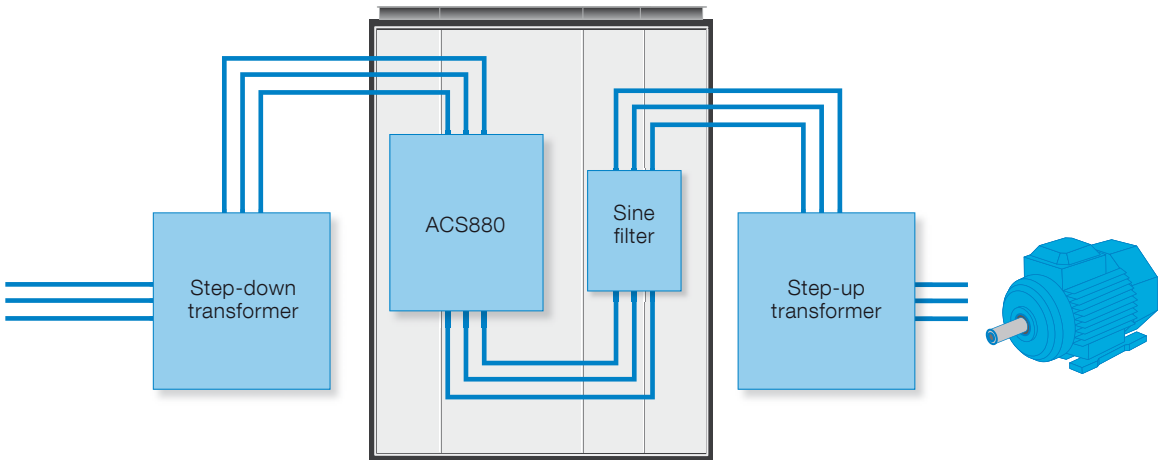 Step-down
transformer
ACS880
Sine
filter
Step-up
transformer